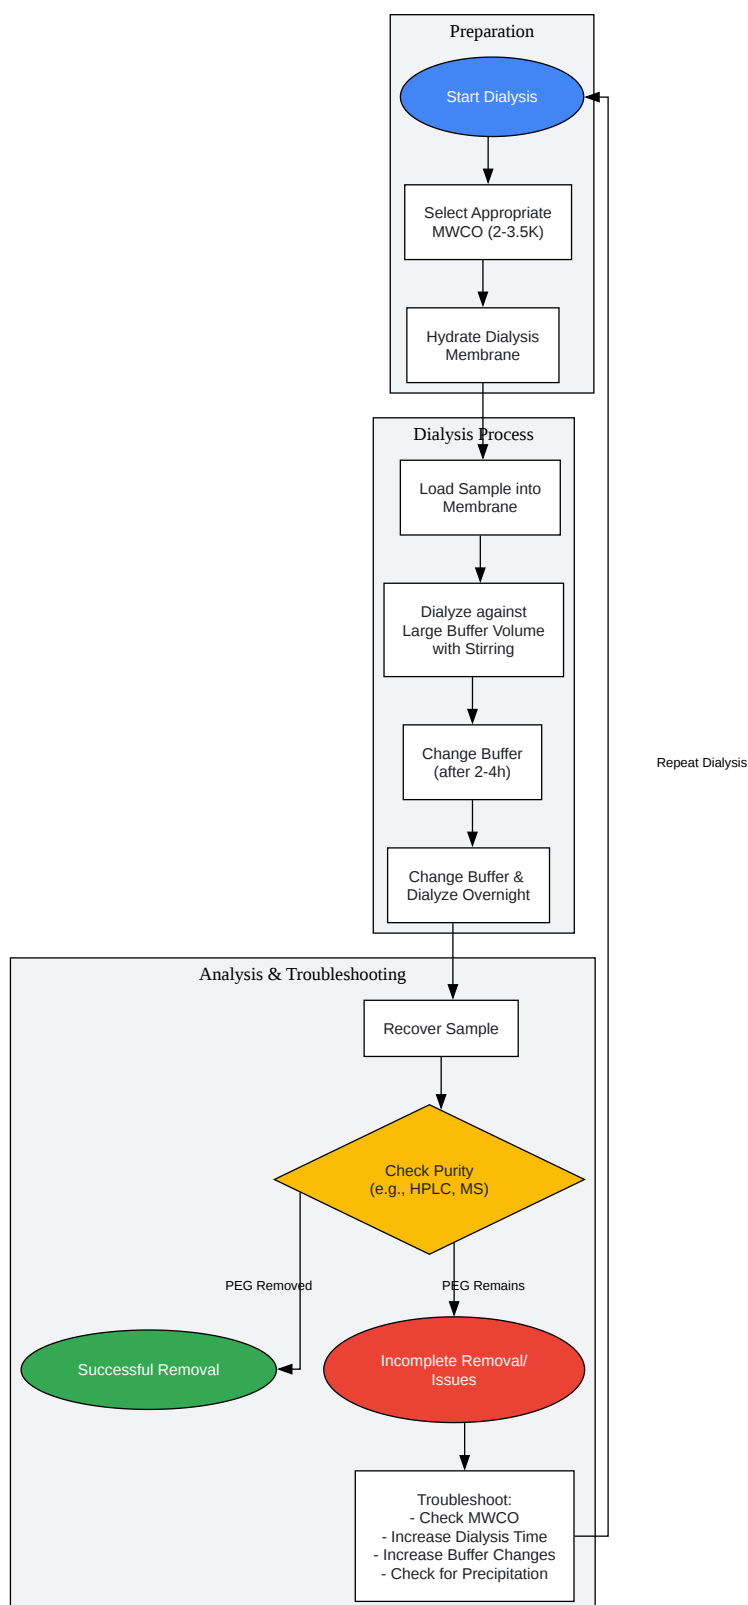 Preparation
Start Dialysis
Select Appropriate
MWCO (2-3.5K)
Hydrate Dialysis
Membrane
Dialysis Process
Load Sample into
Membrane
Dialyze against
Large Buffer Volume
with Stirring
Change Buffer
(after 2-4h)
Repeat Dialysis
Change Buffer &
Dialyze Overnight
Analysis & Troubleshooting
Recover Sample
Check Purity
(e.g., HPLC, MS)
PEG Removed
PEG Remains
Successful Removal
Incomplete Removal/
Issues
Troubleshoot:
- Check MWCO
- Increase Dialysis Time
- Increase Buffer Changes
- Check for Precipitation